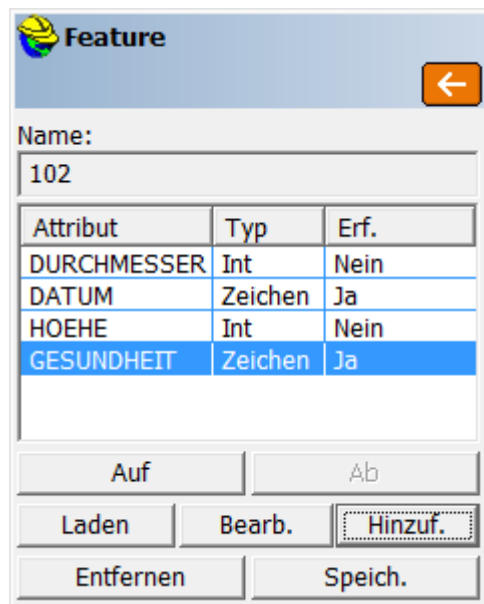 Feature
Name:
102
Attribut Typ Erf.
DURCHMESSER Int Nein
DATUM Zeichen Ja
HOEHE Int Nein
GESUNDHEIT Zeichen Ja
Auf Ab
Laden Bearb. Hinzuf.
Entfernen Speich.